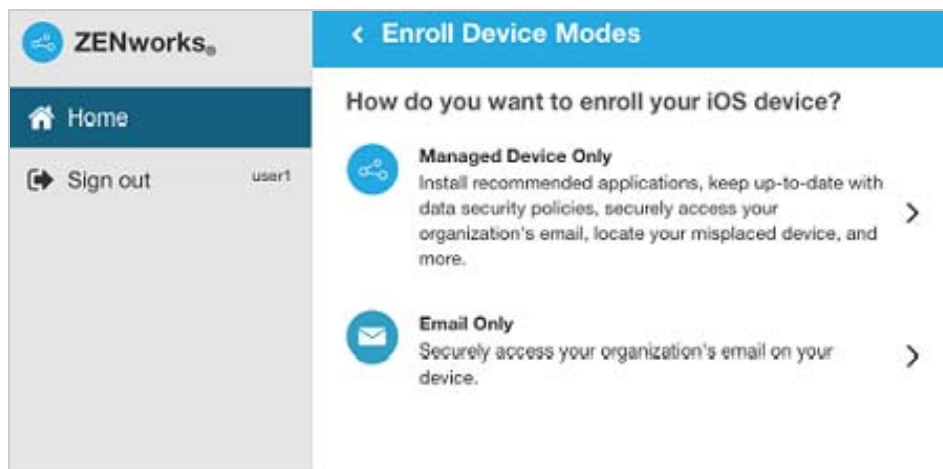 ZENworks®
Home
Sign out
user1
Enroll Device Modes
How do you want to enroll your iOS device?
Managed Device Only
Install recommended applications, keep up-to-date with
data security policies, securely access your
organization's email, locate your misplaced device, and
more.
Email Only
Securely access your organization's email on your
device.